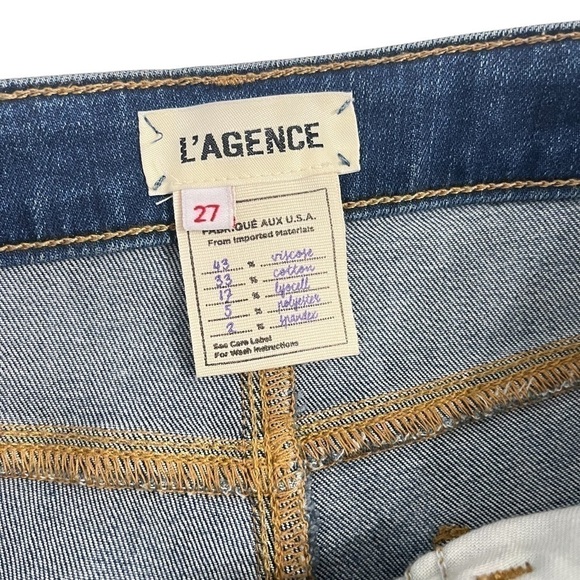 L'AGENCE
27
FABRIQUÉ AUX U.S.A.
From Imported Materials
43 % viscose
33 % cotton
17 % lyocell
5 % polyester
2 % spandex
See Care Label
For Wash Instructions